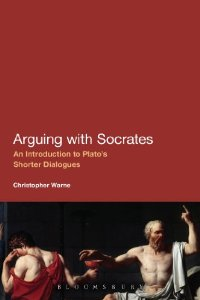 Arguing with Socrates
An Introduction to Plato's
Shorter Dialogues
Christopher Warne
BLOOMSBURY